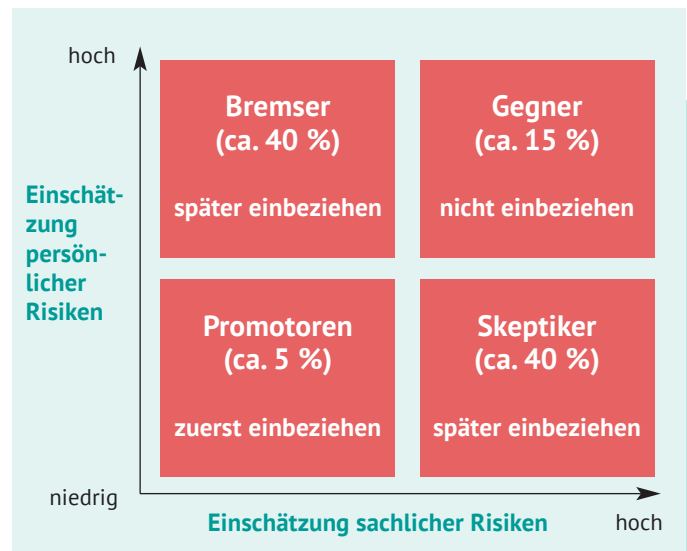 hoch
Bremser
(ca. 40 %)
später einbeziehen
Gegner
(ca. 15 %)
nicht einbeziehen
Einschät-
zung
persön-
licher
Risiken
Promotoren
(ca. 5 %)
zuerst einbeziehen
Skeptiker
(ca. 40 %)
später einbeziehen
niedrig
Einschätzung sachlicher Risiken
hoch